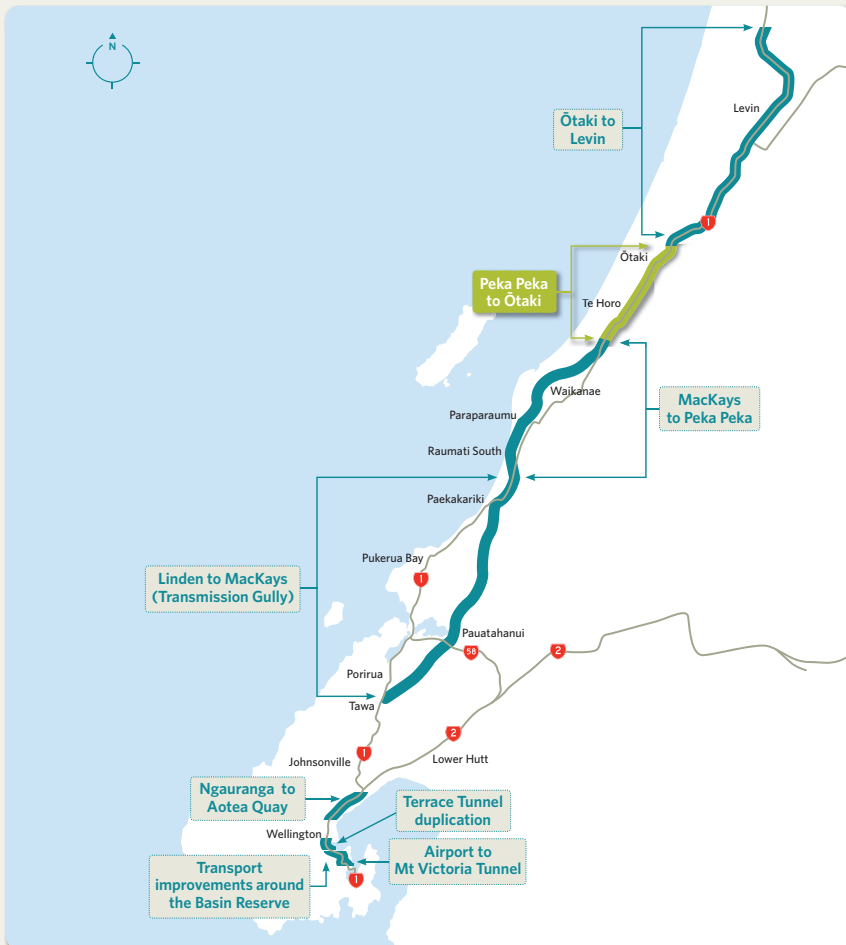 N
Levin
Ōtaki to
Levin
1
Ōtaki
Peka Peka
to Ōtaki
Te Horo
Waikanae
MacKays
to Peka Peka
Paraparaumu
Raumati South
Paekakariki
Pukerua Bay
1
Linden to MacKays
(Transmission Gully)
Pauatahanui
58
2
Porirua
Tawa
2
1
Johnsonville
Lower Hutt
Ngauranga to
Aotea Quay
Terrace Tunnel
duplication
Wellington
Airport to
Mt Victoria Tunnel
Transport
improvements around
the Basin Reserve
1